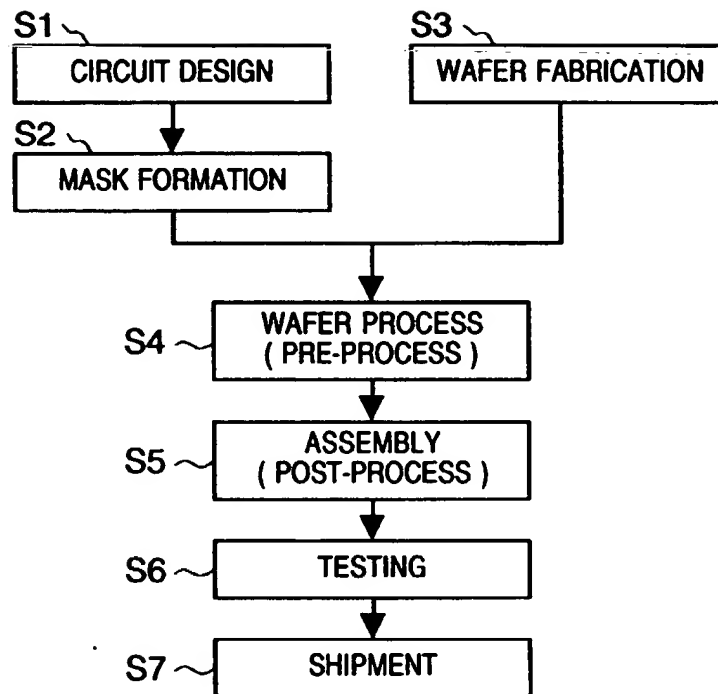 S1
CIRCUIT DESIGN
S3
WAFER FABRICATION
S2
MASK FORMATION
S4
WAFER PROCESS
( PRE-PROCESS )
S5
ASSEMBLY
( POST-PROCESS )
S6
TESTING
S7
SHIPMENT